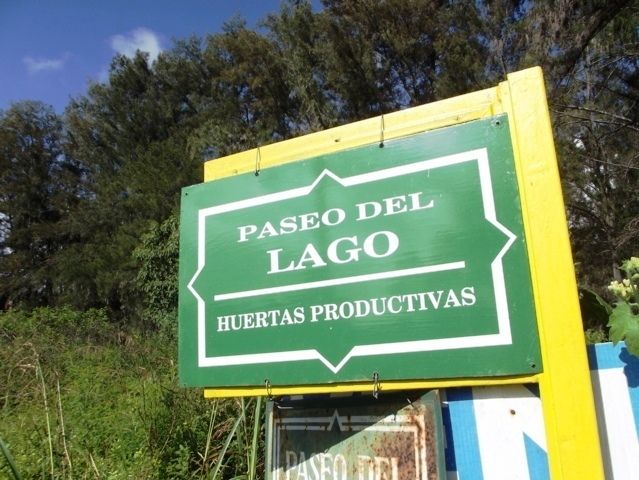 PASEO DEL
LAGO
HUERTAS PRODUCTIVAS
PASEO DEL